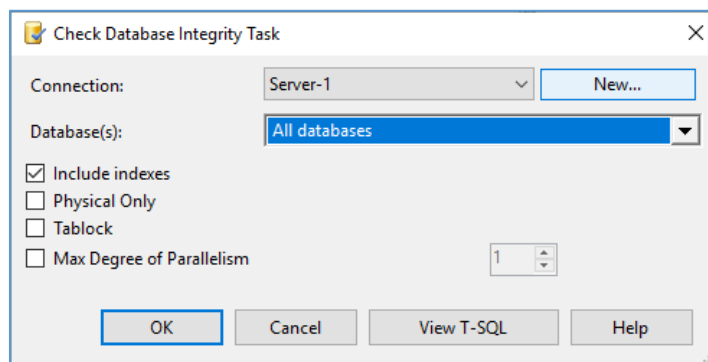 Check Database Integrity Task
Connection: Server-1 New...
Database(s): All databases
Include indexes
Physical Only
Tablock
Max Degree of Parallelism 1
OK Cancel View T-SQL Help